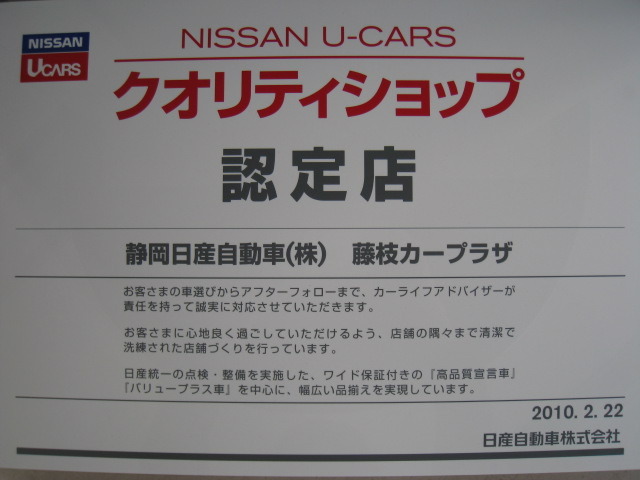 NISSAN
UCARS
NISSAN U-CARS
クオリティショップ
認定店
静岡日産自動車(株) 藤枝カープラザ
お客さまの車選びからアフターフォローまで、カーライフアドバイザーが
責任を持って誠実に対応させていただきます。
お客さまに心地良く過ごしていただけるよう、店舗の隅々まで清潔で
洗練された店舗づくりを行っています。
日産統一の点検・整備を実施した、ワイド保証付きの『高品質宣言車』
『バリュープラス車』を中心に、幅広い品揃えを実現しています。
2010. 2. 22
日産自動車株式会社